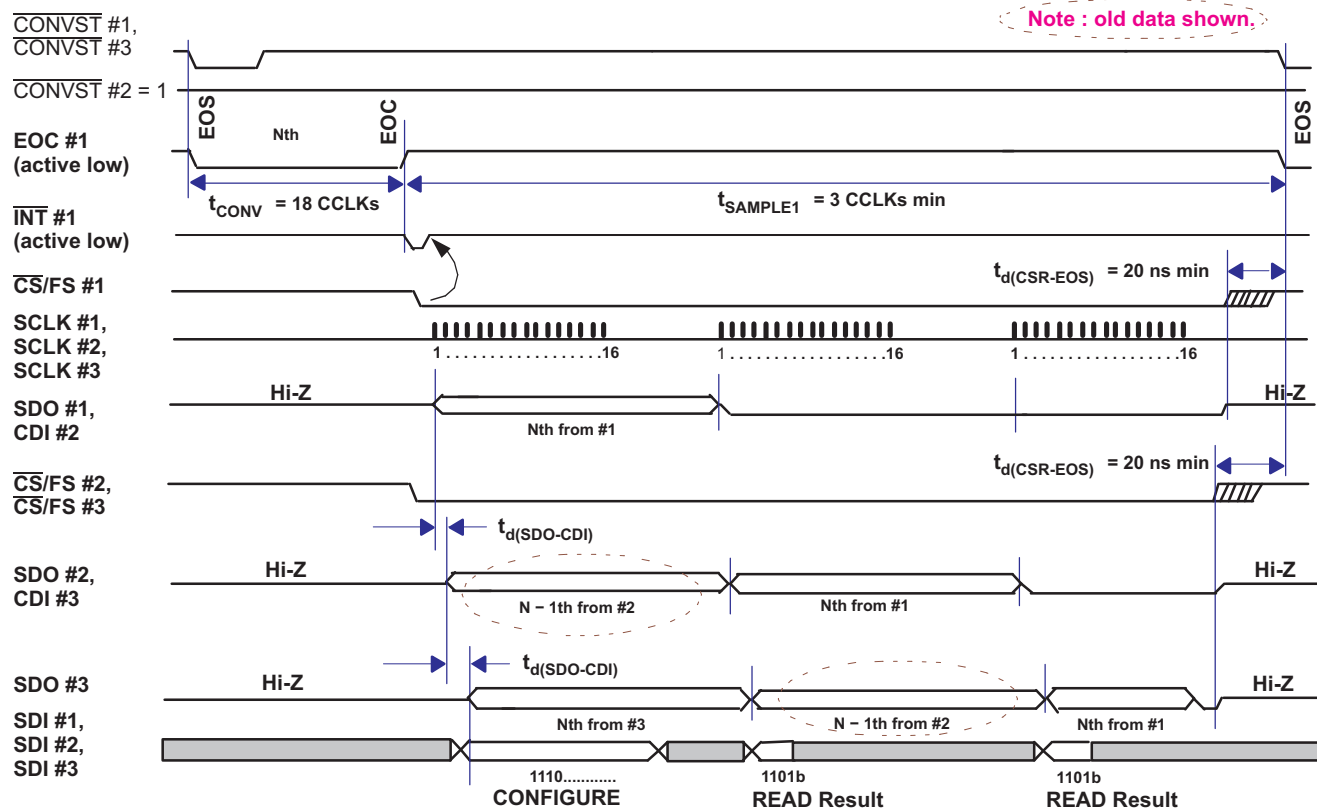 CONVST #1,
CONVST #3
Note : old data shown.
CONVST #2 = 1
EOS
EOC
EOS
Nth
EOC #1
(active low)
tCONV = 18 CCLKs
tSAMPLE1 = 3 CCLKs min
INT #1
(active low)
td(CSR-EOS) = 20 ns min
CS/FS #1
SCLK #1,
SCLK #2,
SCLK #3
1 . . . . . . . . . . . . . . . . . . 16
1 . . . . . . . . . . . . . . . . . . 16
1 . . . . . . . . . . . . . . . . . . 16
Hi-Z
Hi-Z
SDO #1,
CDI #2
Nth from #1
td(CSR-EOS) = 20 ns min
CS/FS #2,
CS/FS #3
td(SDO-CDI)
Hi-Z
Hi-Z
SDO #2,
CDI #3
N − 1th from #2
Nth from #1
td(SDO-CDI)
SDO #3
Hi-Z
Hi-Z
Nth from #3
N − 1th from #2
Nth from #1
SDI #1,
SDI #2,
SDI #3
1110............
CONFIGURE
1101b
READ Result
1101b
READ Result